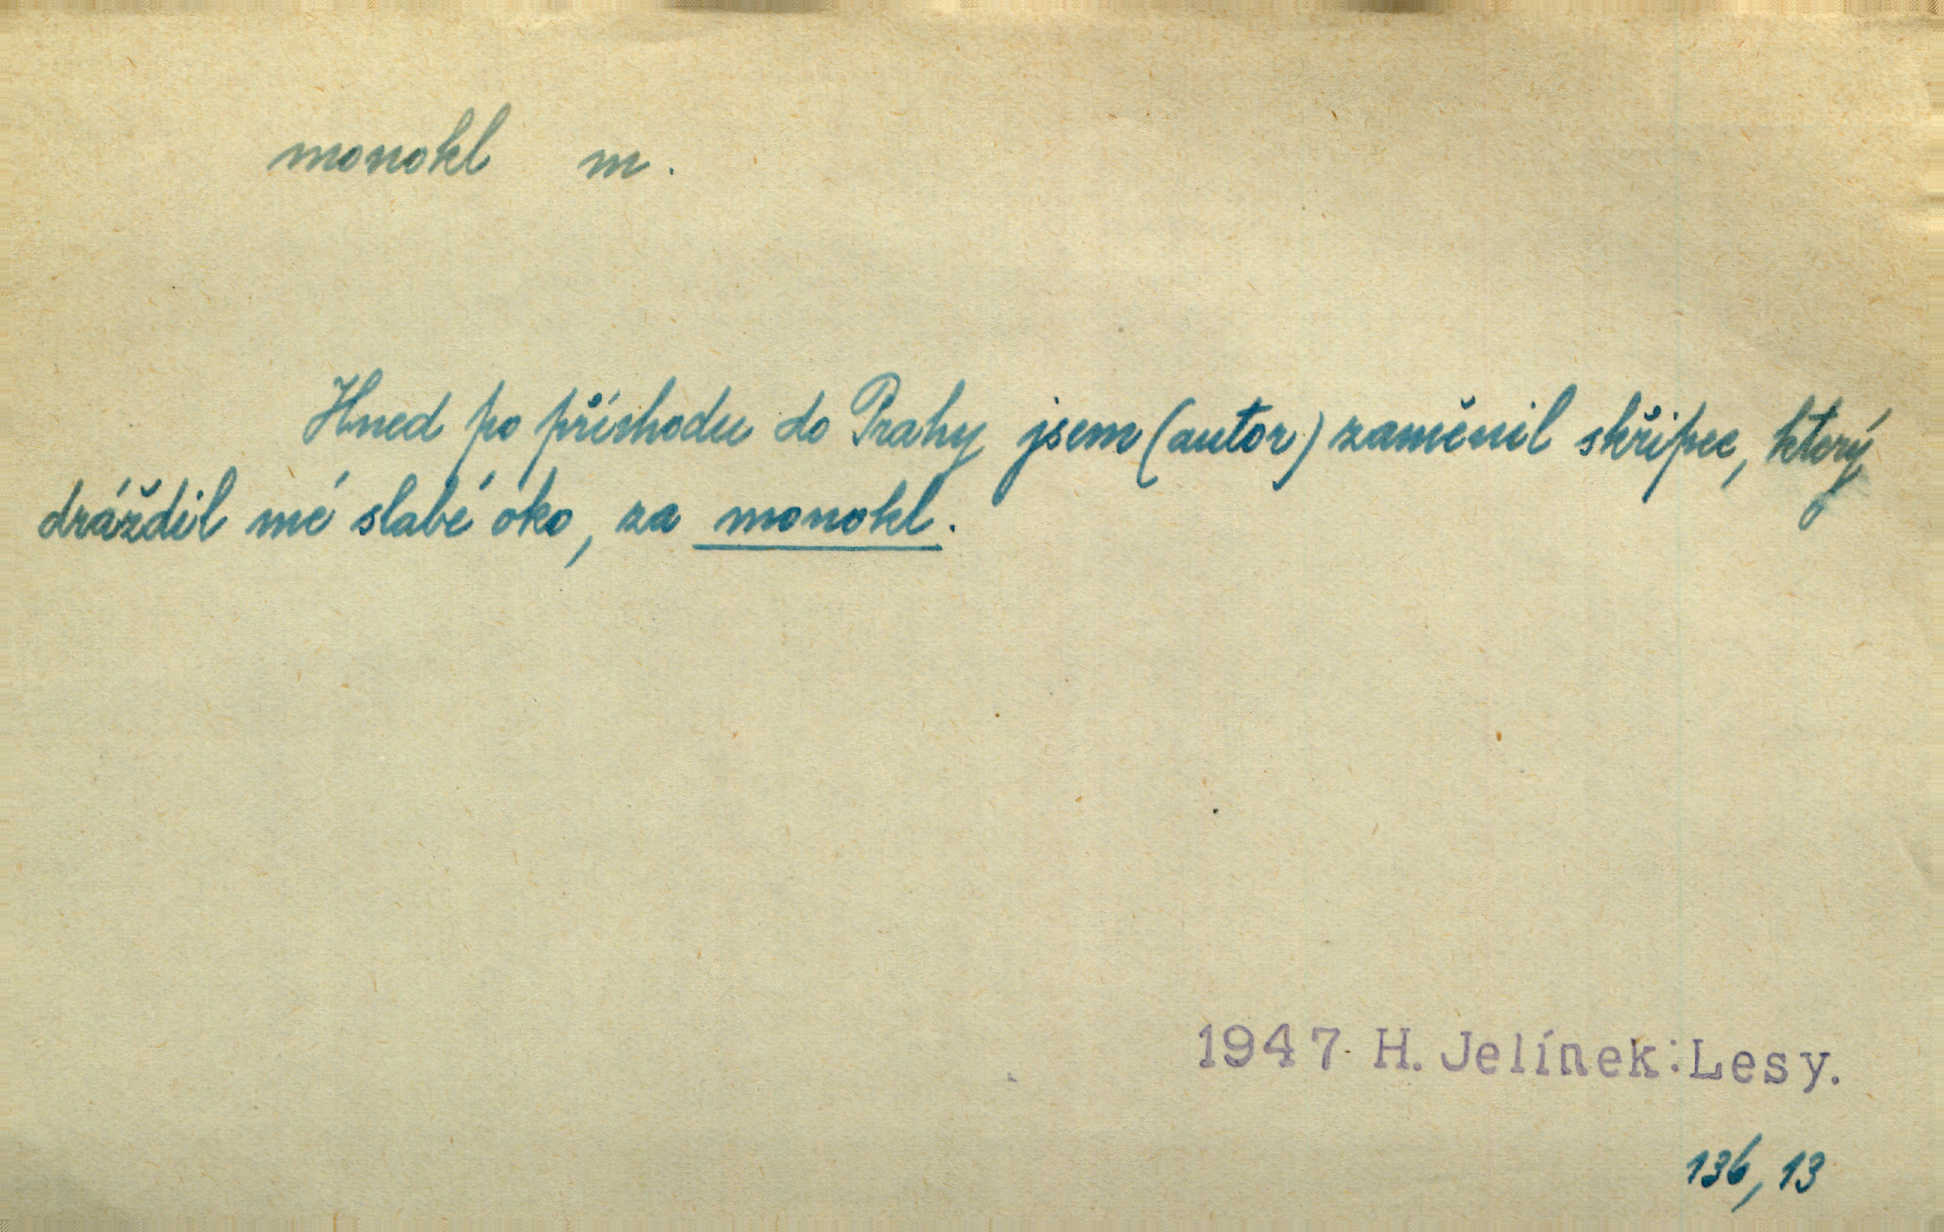 monokl m.
Hned po příchodu do Prahy jsem (autor) zaměnil skřipec, který
dráždil mé slabé oko, za monokl.
1947 H. Jelínek: Lesy.
136, 13